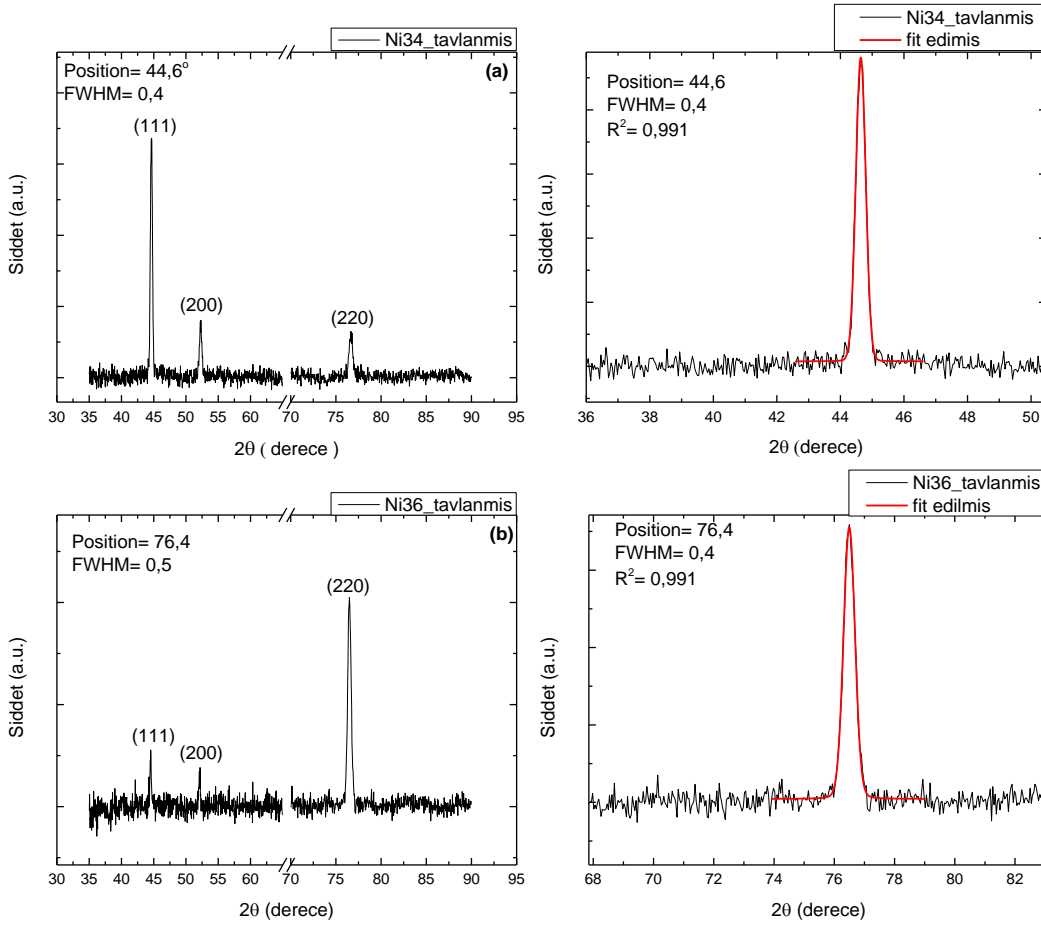 Ni34_tavlanmis
Position= 44,6°
FWHM= 0,4
(a)
(111)
(200)
(220)
Siddet (a.u.)
30 35 40 45 50 55 60 70 75 80 85 90 95
2θ ( derece )
Ni34_tavlanmis
fit edimis
Position= 44,6
FWHM= 0,4
R²= 0,991
Siddet (a.u.)
36 38 40 42 44 46 48 50
2θ (derece)
Ni36_tavlanmis
Position= 76,4
FWHM= 0,5
(b)
(220)
(111)
(200)
Siddet (a.u.)
30 35 40 45 50 55 60 70 75 80 85 90 95
2θ (derece)
Ni36_tavlanmis
fit edilmis
Position= 76,4
FWHM= 0,4
R²= 0,991
Siddet (a.u.)
68 70 72 74 76 78 80 82
2θ (derece)